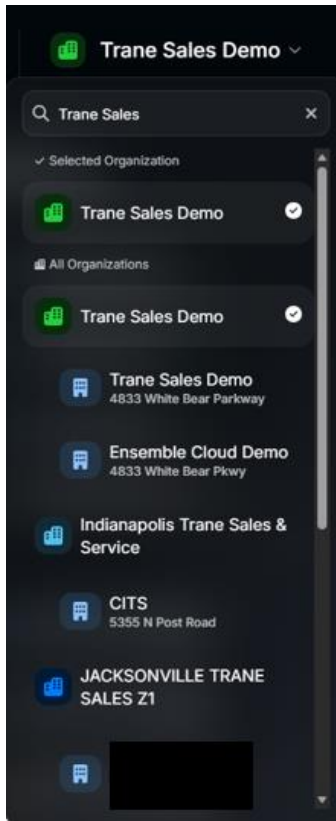 Trane Sales Demo
Trane Sales
Selected Organization
Trane Sales Demo
All Organizations
Trane Sales Demo
Trane Sales Demo
4833 White Bear Parkway
Ensemble Cloud Demo
4833 White Bear Pkwy
Indianapolis Trane Sales &
Service
CITS
5355 N Post Road
JACKSONVILLE TRANE
SALES Z1